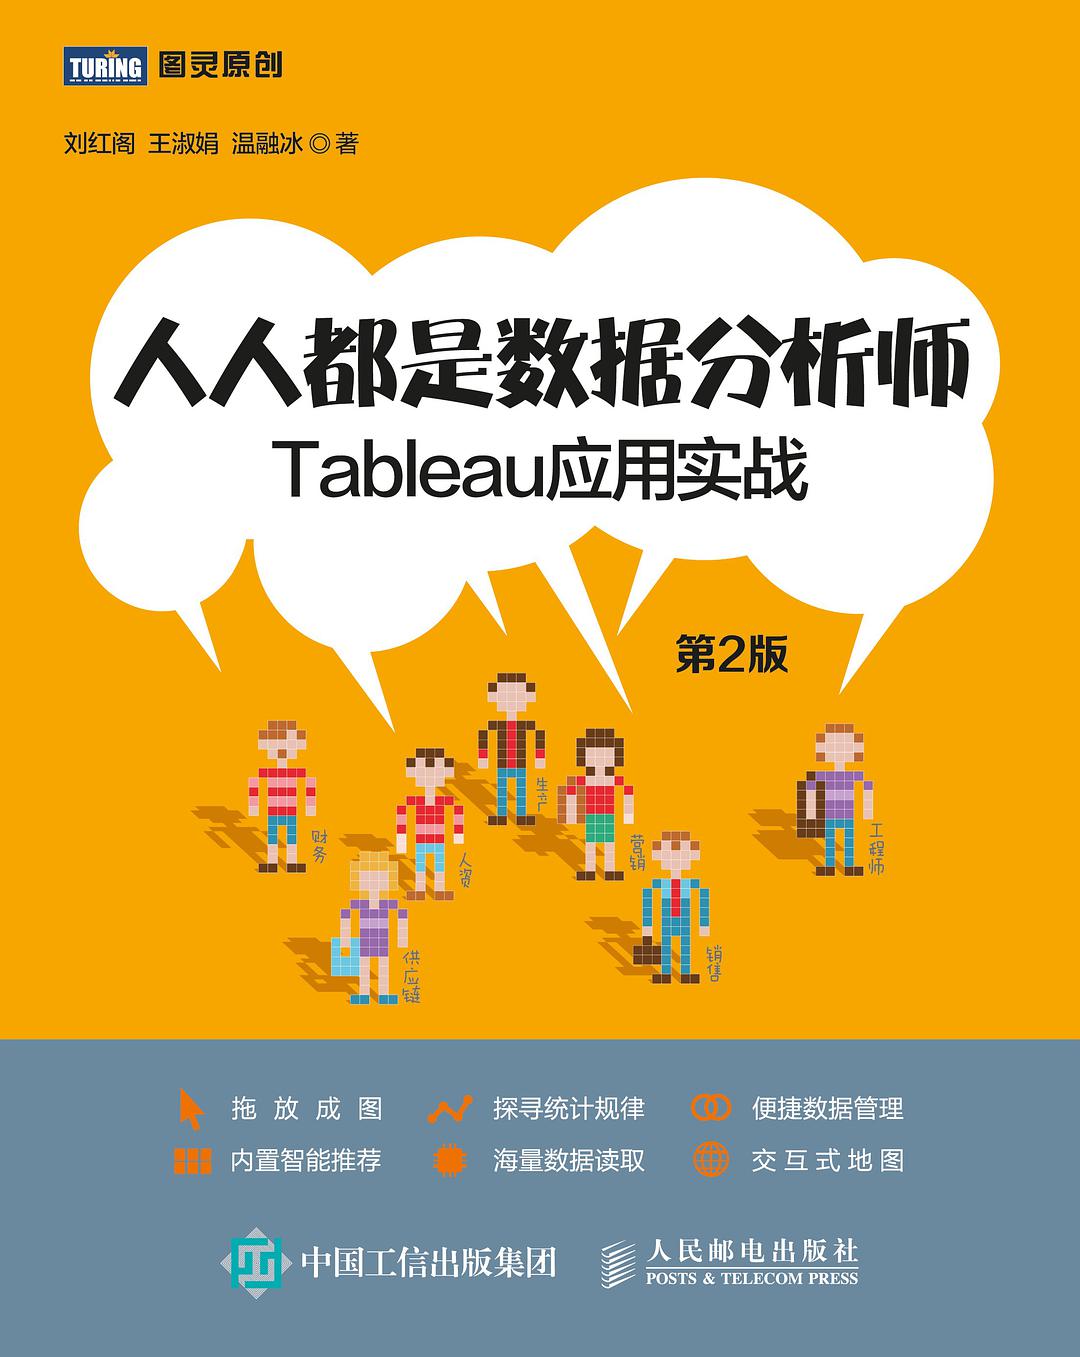 TURING 图灵原创
刘红阁 王淑娟 温融冰 ◎ 著
人人都是数据分析师
Tableau应用实战
第2版
财务
人资
生产
营销
工程师
供应链
销售
拖放成图 探寻统计规律 便捷数据管理
内置智能推荐 海量数据读取 交互式地图
中国工信出版集团
人民邮电出版社
POSTS & TELECOM PRESS